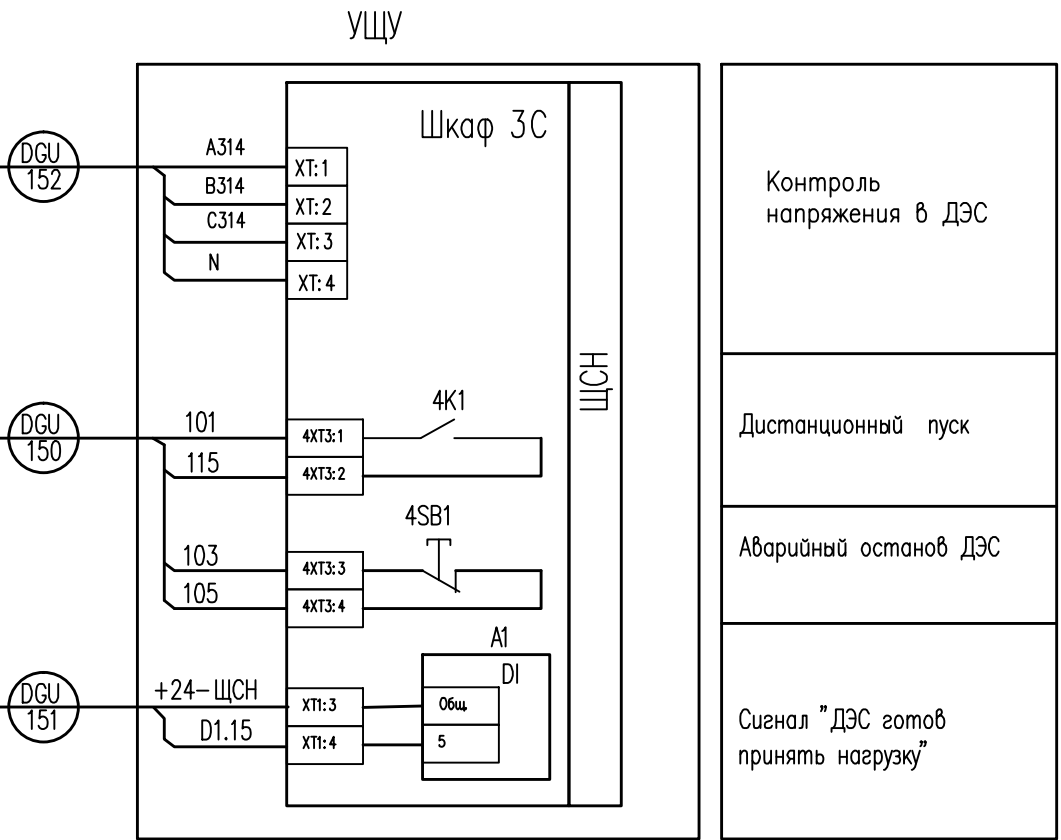 УЩУ
Шкаф 3С
DGU
152
A314
XT:1
B314
XT:2
C314
XT:3
N
XT:4
Контроль
напряжения в ДЭС
ЩСН
DGU
150
101
4XT3:1
4K1
115
4XT3:2
Дистанционный пуск
4SB1
103
4XT3:3
105
4XT3:4
Аварийный останов ДЭС
A1
DI
DGU
151
+24-ЩСН
XT1:3
Общ.
D1.15
XT1:4
5
Сигнал "ДЭС готов
принять нагрузку"